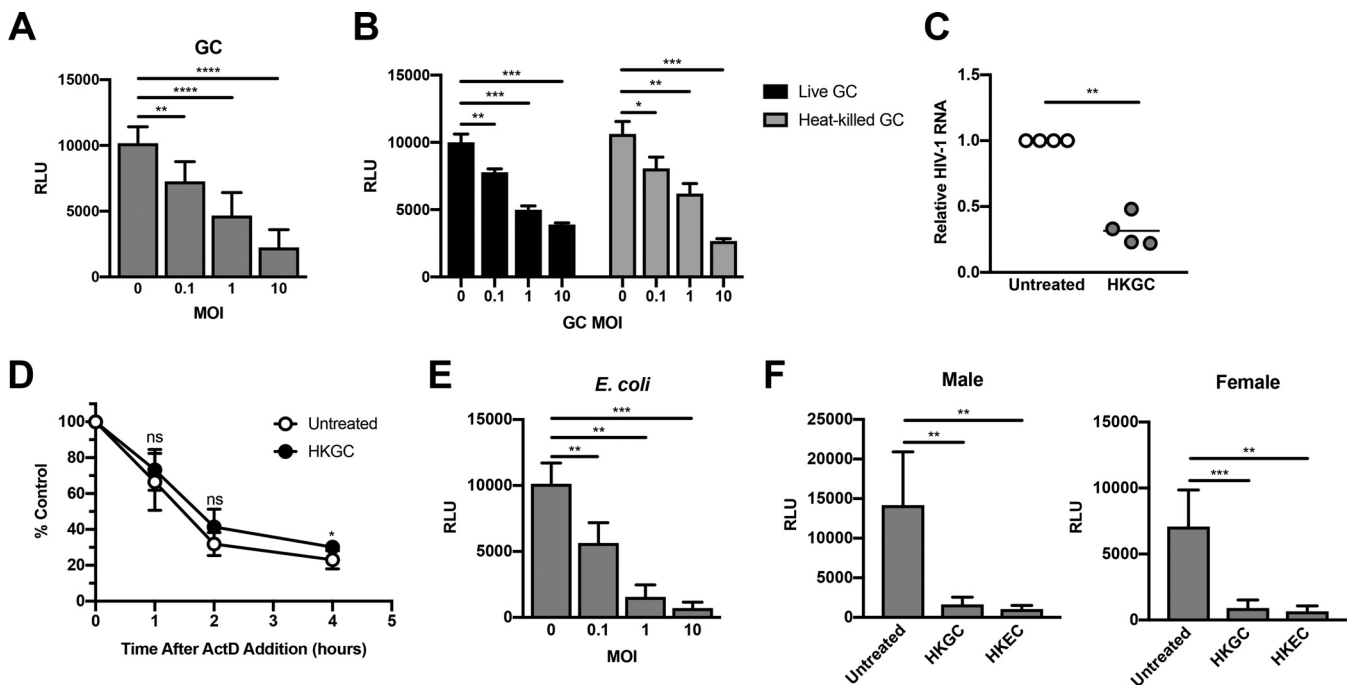 A
GC
15000
10000
5000
0
RLU
****
****
**
0 0.1 1 10
MOI
B
15000
10000
5000
0
RLU
***
***
**
***
**
*
0 0.1 1 10 0 0.1 1 10
GC MOI
Live GC
Heat-killed GC
C
1.5
1.0
0.5
0.0
Relative HIV-1 RNA
**
Untreated HKGC
D
100
80
60
40
20
0
% Control
ns
ns
*
Untreated
HKGC
0 1 2 3 4 5
Time After ActD Addition (hours)
E
E. coli
15000
10000
5000
0
RLU
***
**
**
0 0.1 1 10
MOI
F
Male
25000
20000
15000
10000
5000
0
RLU
**
**
Untreated HKGC HKEC
Female
15000
10000
5000
0
RLU
**
***
Untreated HKGC HKEC